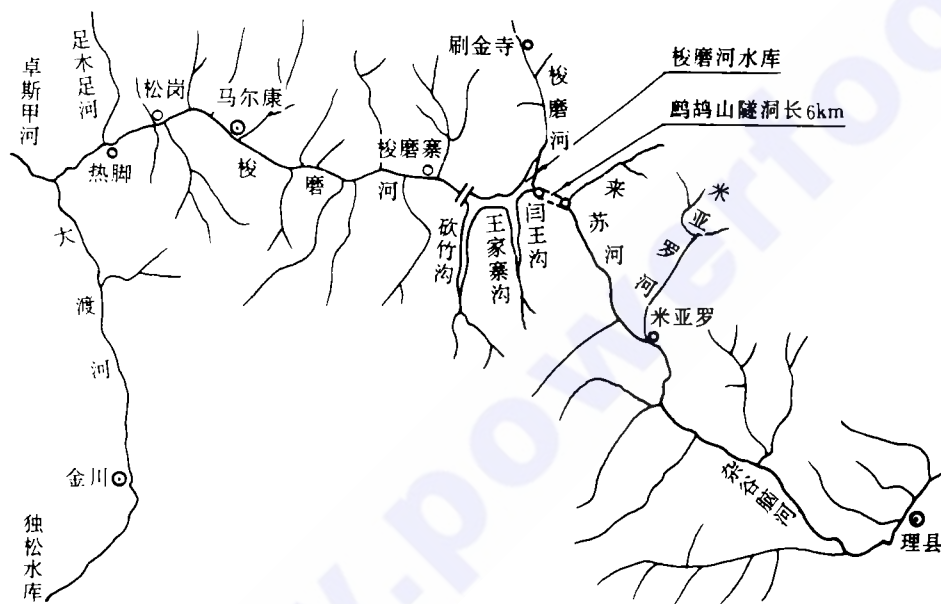 刷金寺
梭磨河水库
鹧鸪山隧洞长6km
足木足河
卓斯甲河
松岗
马尔康
梭磨河
梭磨寨
热脚
梭磨河
来苏河
米亚罗河
砍竹沟
王家寨沟
闫王沟
米亚罗
大渡河
金川
独松水库
杂谷脑河
理县
www.powerfoo